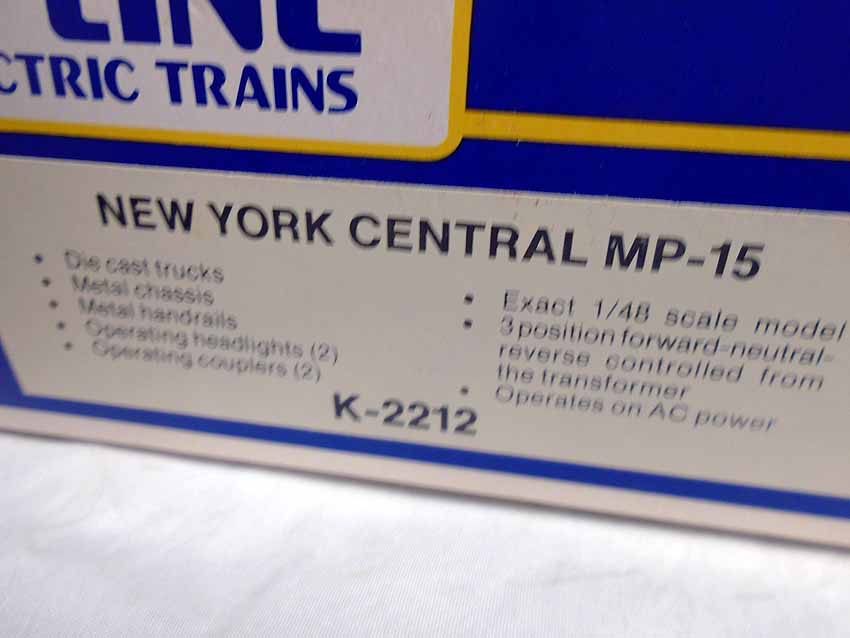 LINE
CTRIC TRAINS
NEW YORK CENTRAL MP-15
• Die cast trucks
• Metal chassis
• Metal handrails
• Operating headlights (2)
• Operating couplers (2)
• Exact 1/48 scale model
• 3 position forward-neutral-
reverse controlled from
the transformer
• Operates on AC power
K-2212